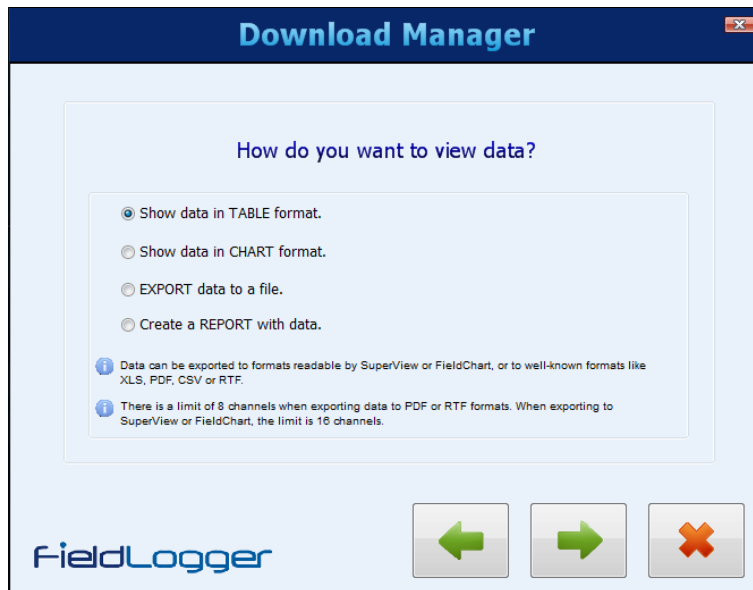 Download Manager
How do you want to view data?
Show data in TABLE format.
Show data in CHART format.
EXPORT data to a file.
Create a REPORT with data.
Data can be exported to formats readable by SuperView or FieldChart, or to well-known formats like
XLS, PDF, CSV or RTF.
There is a limit of 8 channels when exporting data to PDF or RTF formats. When exporting to
SuperView or FieldChart, the limit is 16 channels.
FieldLogger